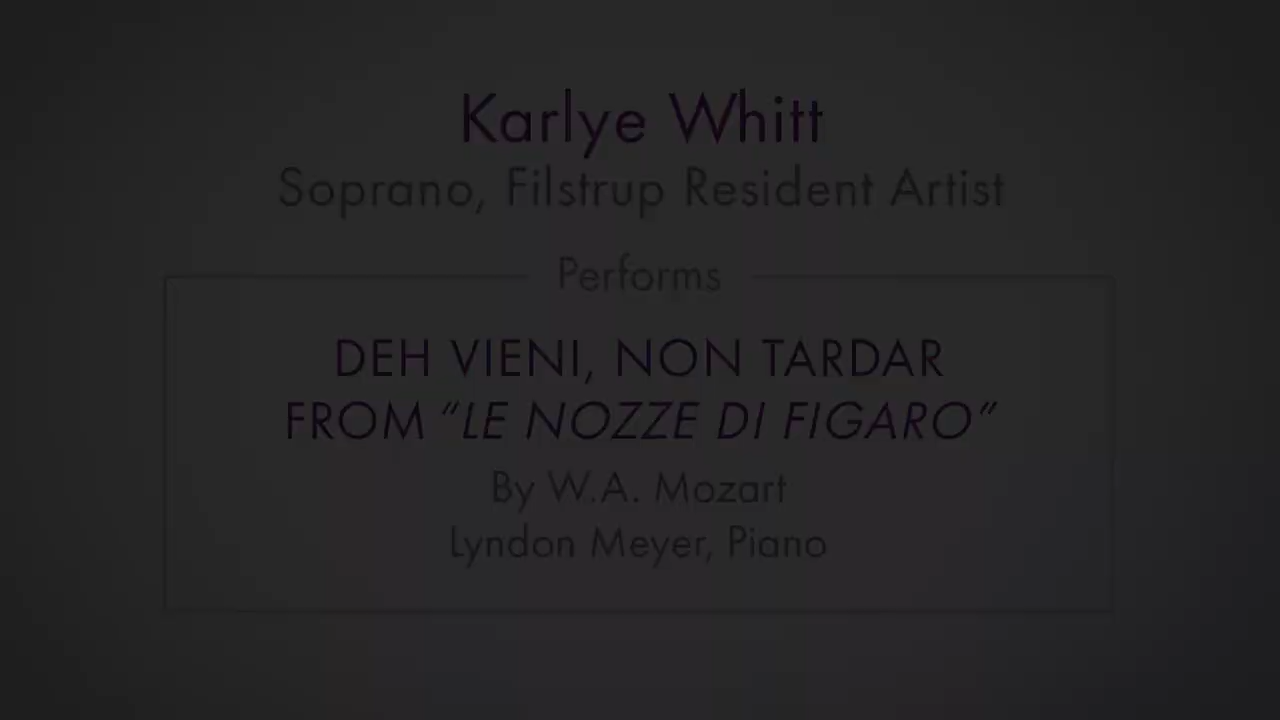 Karlye Whitt
Soprano, Filstrup Resident Artist
Performs
DEH VIENI, NON TARDAR
FROM “LE NOZZE DI FIGARO”
By W.A. Mozart
Lyndon Meyer, Piano